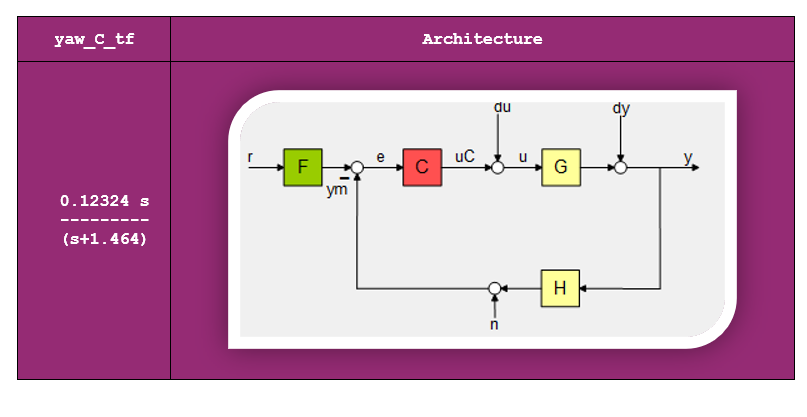 yaw_C_tf
Architecture
0.12324 s
---------
(s+1.464)
du
dy
r
F
e
C
uC
u
G
y
ym
H
n